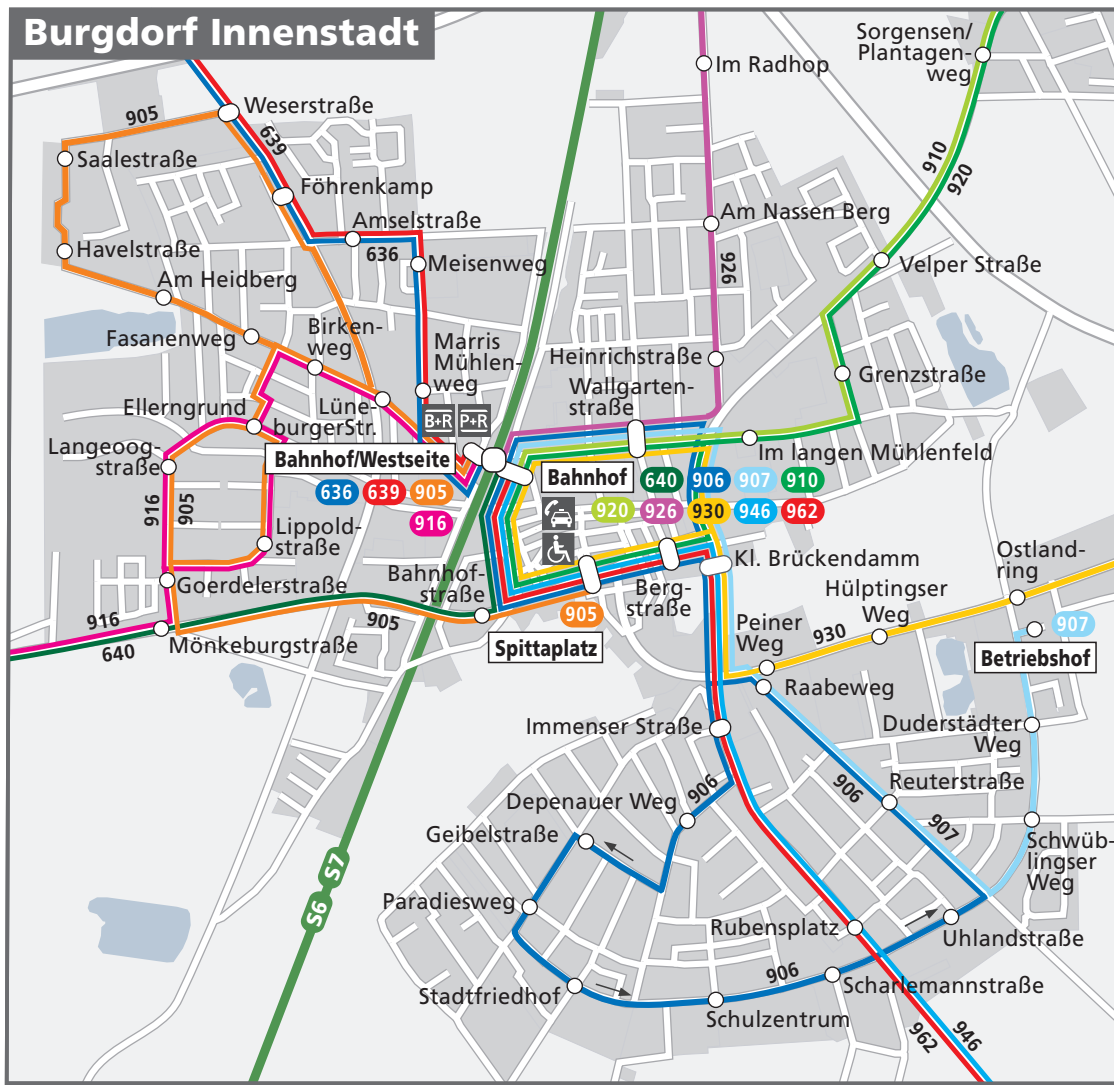 Burgdorf Innenstadt
Sorgensen/
Plantagen-
weg
Im Radhop
905
Weserstraße
639
Saalestraße
910
920
Föhrenkamp
Amselstraße
636
Am Nassen Berg
Havelstraße
Meisenweg
926
Velper Straße
Am Heidberg
Fasanenweg
Birken-
weg
Marris
Mühlen-
weg
Heinrichstraße
Wallgarten-
straße
Grenzstraße
Ellerngrund
Lüne-
burgerStr.
B+R
P+R
Langeoog-
straße
Bahnhof/Westseite
636
639
905
916
Im langen Mühlenfeld
Bahnhof
640
906
907
910
920
926
930
946
962
916
905
Lippold-
straße
Goerdelerstraße
Bahnhof-
straße
Kl. Brückendamm
Ostland-
ring
Berg-
straße
Hülptingser
Weg
905
916
640
905
Mönkeburgstraße
Spittaplatz
Peiner
Weg
930
907
Betriebshof
Raabeweg
Immenser Straße
Duderstädter
Weg
906
Depenauer Weg
906
Reuterstraße
Geibelstraße
907
Schwüb-
lingser
Weg
S6
S7
Paradiesweg
Rubensplatz
Uhlandstraße
Stadtfriedhof
906
Scharlemannstraße
Schulzentrum
962
946